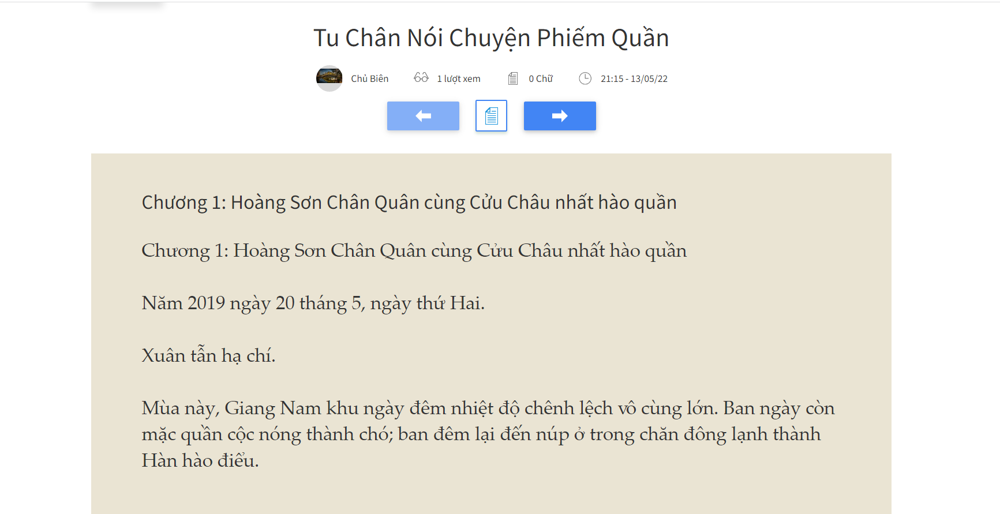 Tu Chân Nói Chuyện Phiếm Quần
Chủ Biên 1 lượt xem 0 Chữ 21:15 - 13/05/22
Chương 1: Hoàng Sơn Chân Quân cùng Cửu Châu nhất hào quần
Chương 1: Hoàng Sơn Chân Quân cùng Cửu Châu nhất hào quần
Năm 2019 ngày 20 tháng 5, ngày thứ Hai.
Xuân tẫn hạ chí.
Mùa này, Giang Nam khu ngày đêm nhiệt độ chênh lệch vô cùng lớn. Ban ngày còn
mặc quần cộc nóng thành chó; ban đêm lại đến núp ở trong chăn đông lạnh thành
Hàn hào điểu.